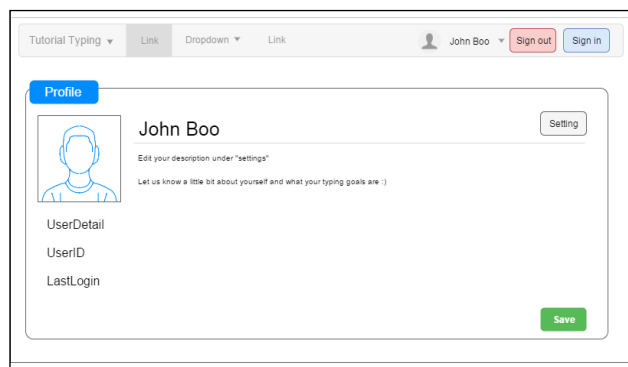 Tutorial Typing Link Dropdown Link John Boo Sign out Sign in
Profile
John Boo Setting
Edit your description under "settings"
Let us know a little bit about yourself and what your typing goals are :)
UserDetail
UserID
LastLogin
Save